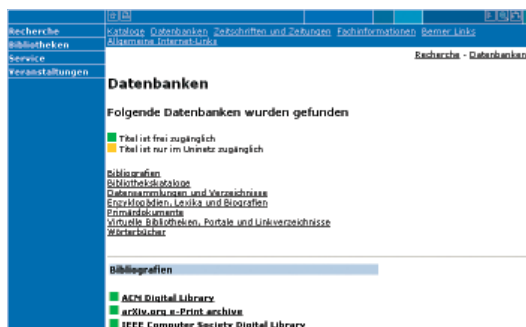 Recherche
Bibliotheken
Service
Veranstaltungen
Kataloge Datenbanken Zeitschriften und Zeitungen Fachinformationen Berner Links
Allgemeine Internet-Links
Recherche - Datenbanken
Datenbanken
Folgende Datenbanken wurden gefunden
Titel ist frei zugänglich
Titel ist nur im Uninetz zugänglich
Bibliografien
Bibliothekskataloge
Datensammlungen und Verzeichnisse
Enzyklopädien, Lexika und Biografien
Primärdokumente
Virtuelle Bibliotheken, Portale und Linkverzeichnisse
Wörterbücher
Bibliografien
ACM Digital Library
arXiv.org e-Print archive
IEEE Computer Society Digital Library